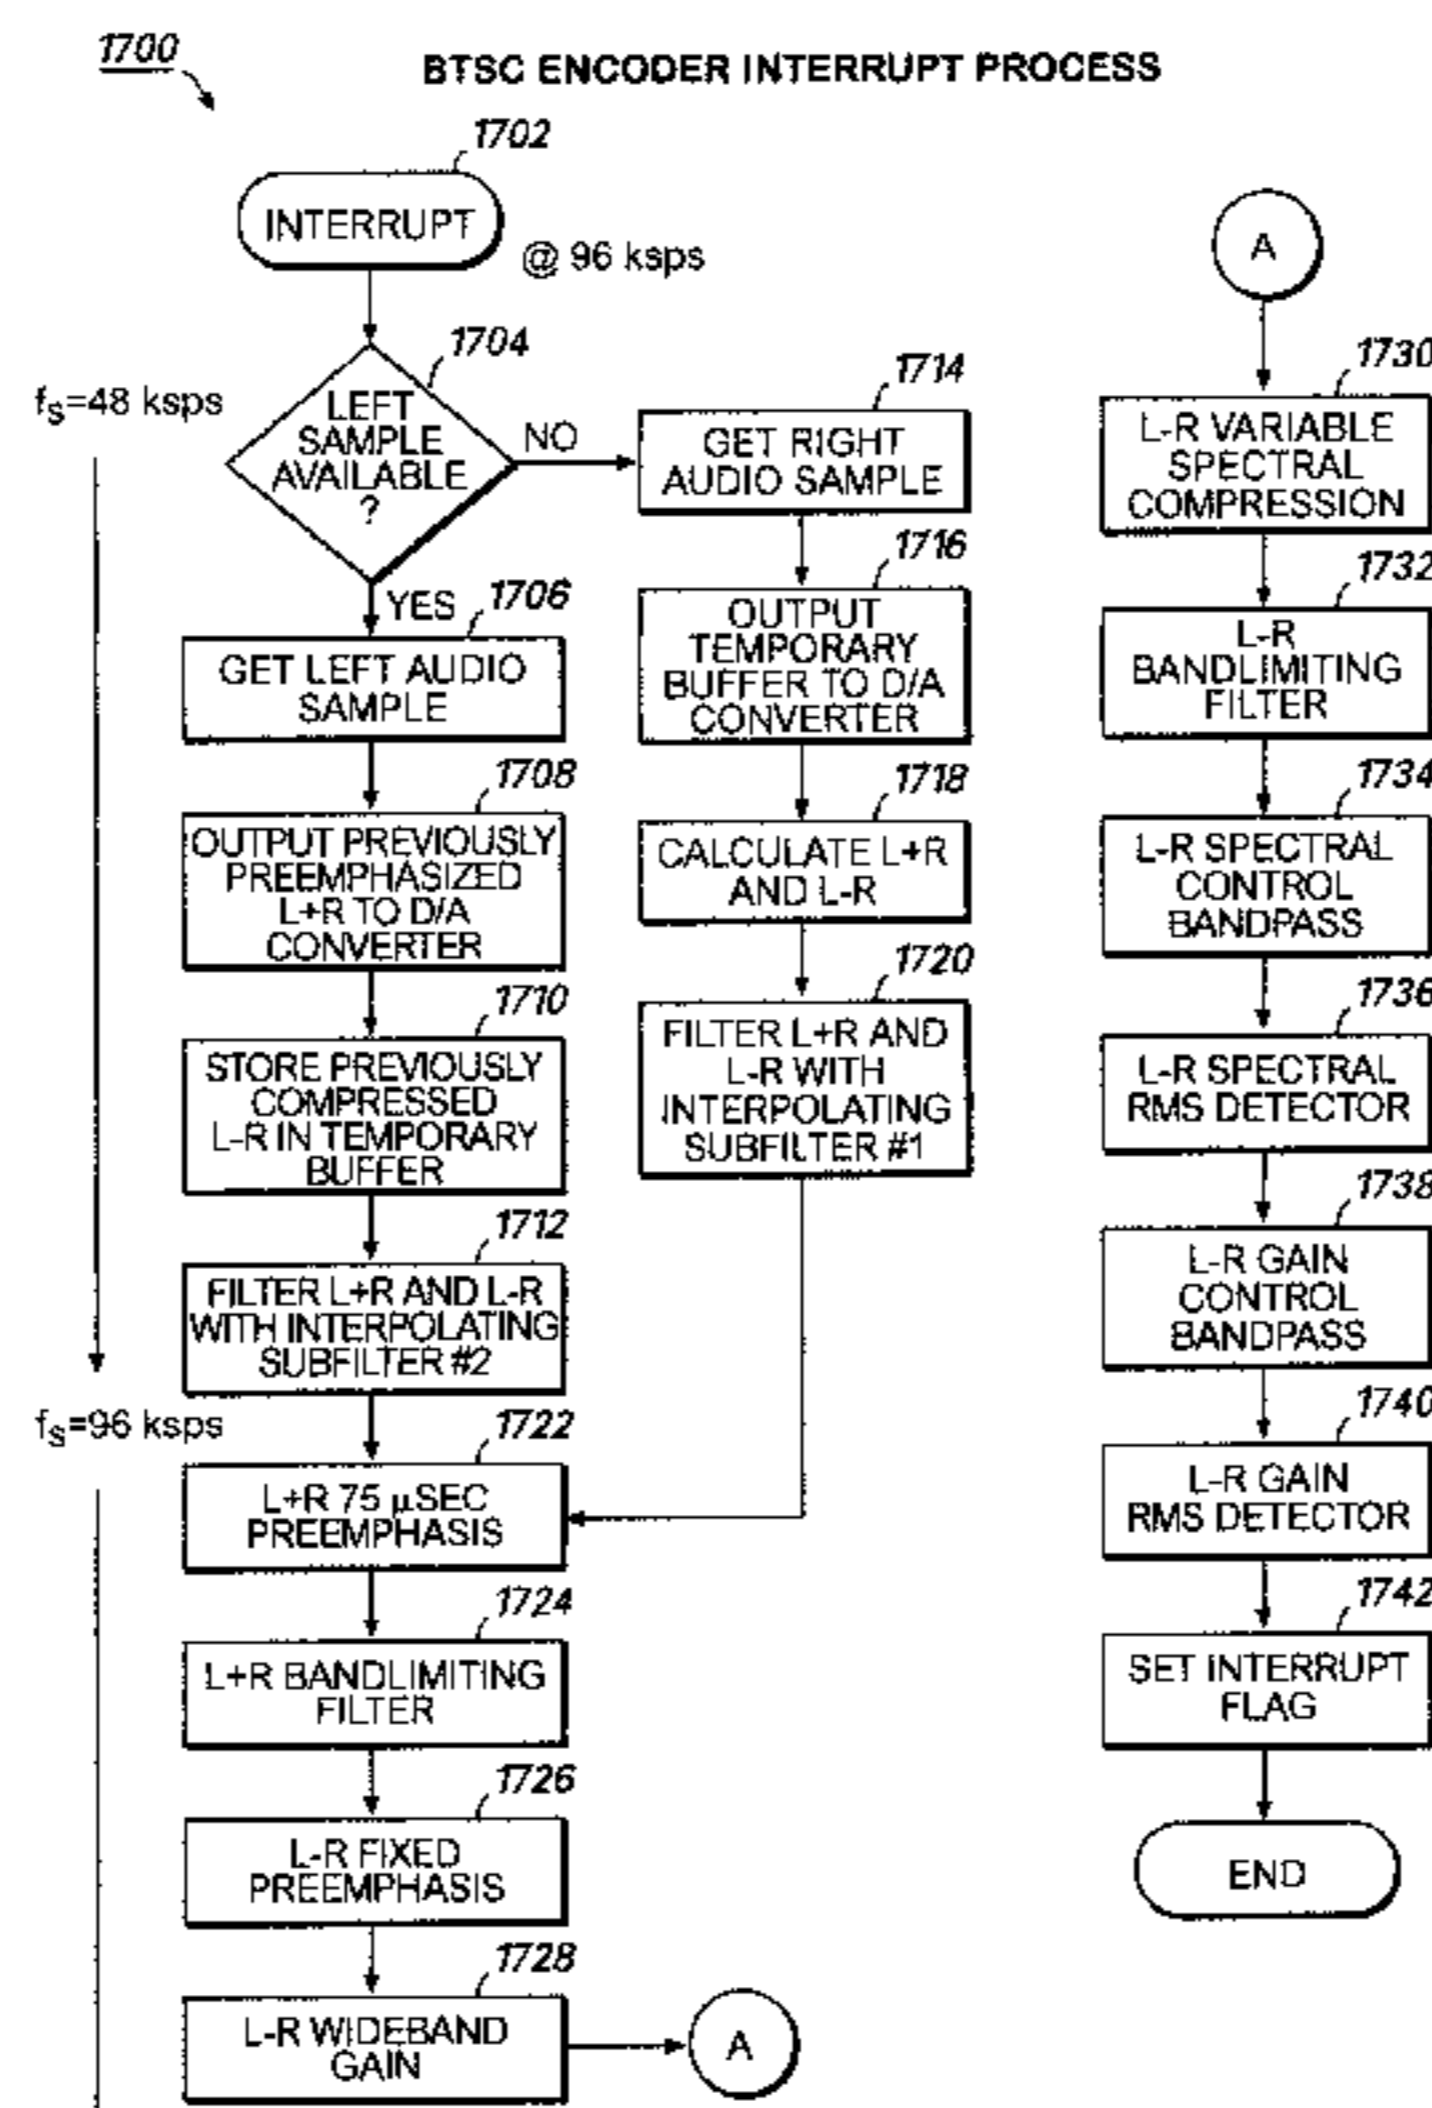 1700
BTSC ENCODER INTERRUPT PROCESS
1702
INTERRUPT
@ 96 ksps
fs=48 ksps
1704
LEFT
SAMPLE
AVAILABLE
?
NO
YES
1706
GET LEFT AUDIO
SAMPLE
1708
OUTPUT PREVIOUSLY
PREEMPHASIZED
L+R TO D/A
CONVERTER
1710
STORE PREVIOUSLY
COMPRESSED
L-R IN TEMPORARY
BUFFER
1712
FILTER L+R AND L-R
WITH INTERPOLATING
SUBFILTER #2
1714
GET RIGHT
AUDIO SAMPLE
1716
OUTPUT
TEMPORARY
BUFFER TO D/A
CONVERTER
1718
CALCULATE L+R
AND L-R
1720
FILTER L+R AND
L-R WITH
INTERPOLATING
SUBFILTER #1
fs=96 ksps
1722
L+R 75 µSEC
PREEMPHASIS
1724
L+R BANDLIMITING
FILTER
1726
L-R FIXED
PREEMPHASIS
1728
L-R WIDEBAND
GAIN
A
A
1730
L-R VARIABLE
SPECTRAL
COMPRESSION
1732
L-R
BANDLIMITING
FILTER
1734
L-R SPECTRAL
CONTROL
BANDPASS
1736
L-R SPECTRAL
RMS DETECTOR
1738
L-R GAIN
CONTROL
BANDPASS
1740
L-R GAIN
RMS DETECTOR
1742
SET INTERRUPT
FLAG
END